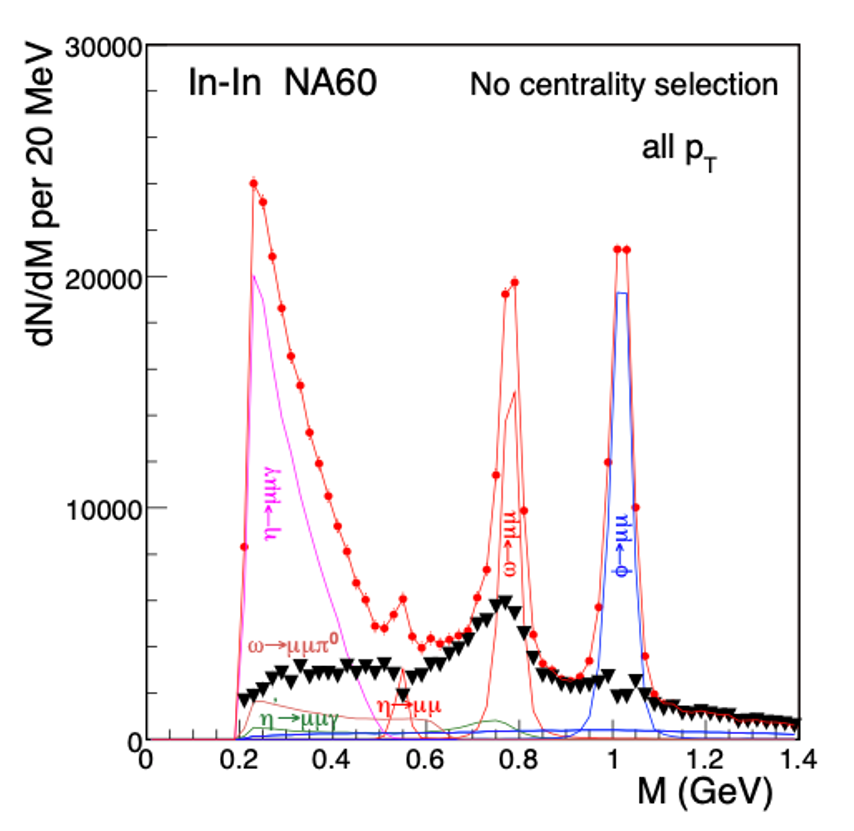 30000
In-In NA60
No centrality selection
all pT
dN/dM per 20 MeV
20000
10000
η→μμγ
ω→μμ
ϕ→μμ
ω→μμπ0
η→μμ
η →μμγ
0
0 0.2 0.4 0.6 0.8 1 1.2 1.4
M (GeV)